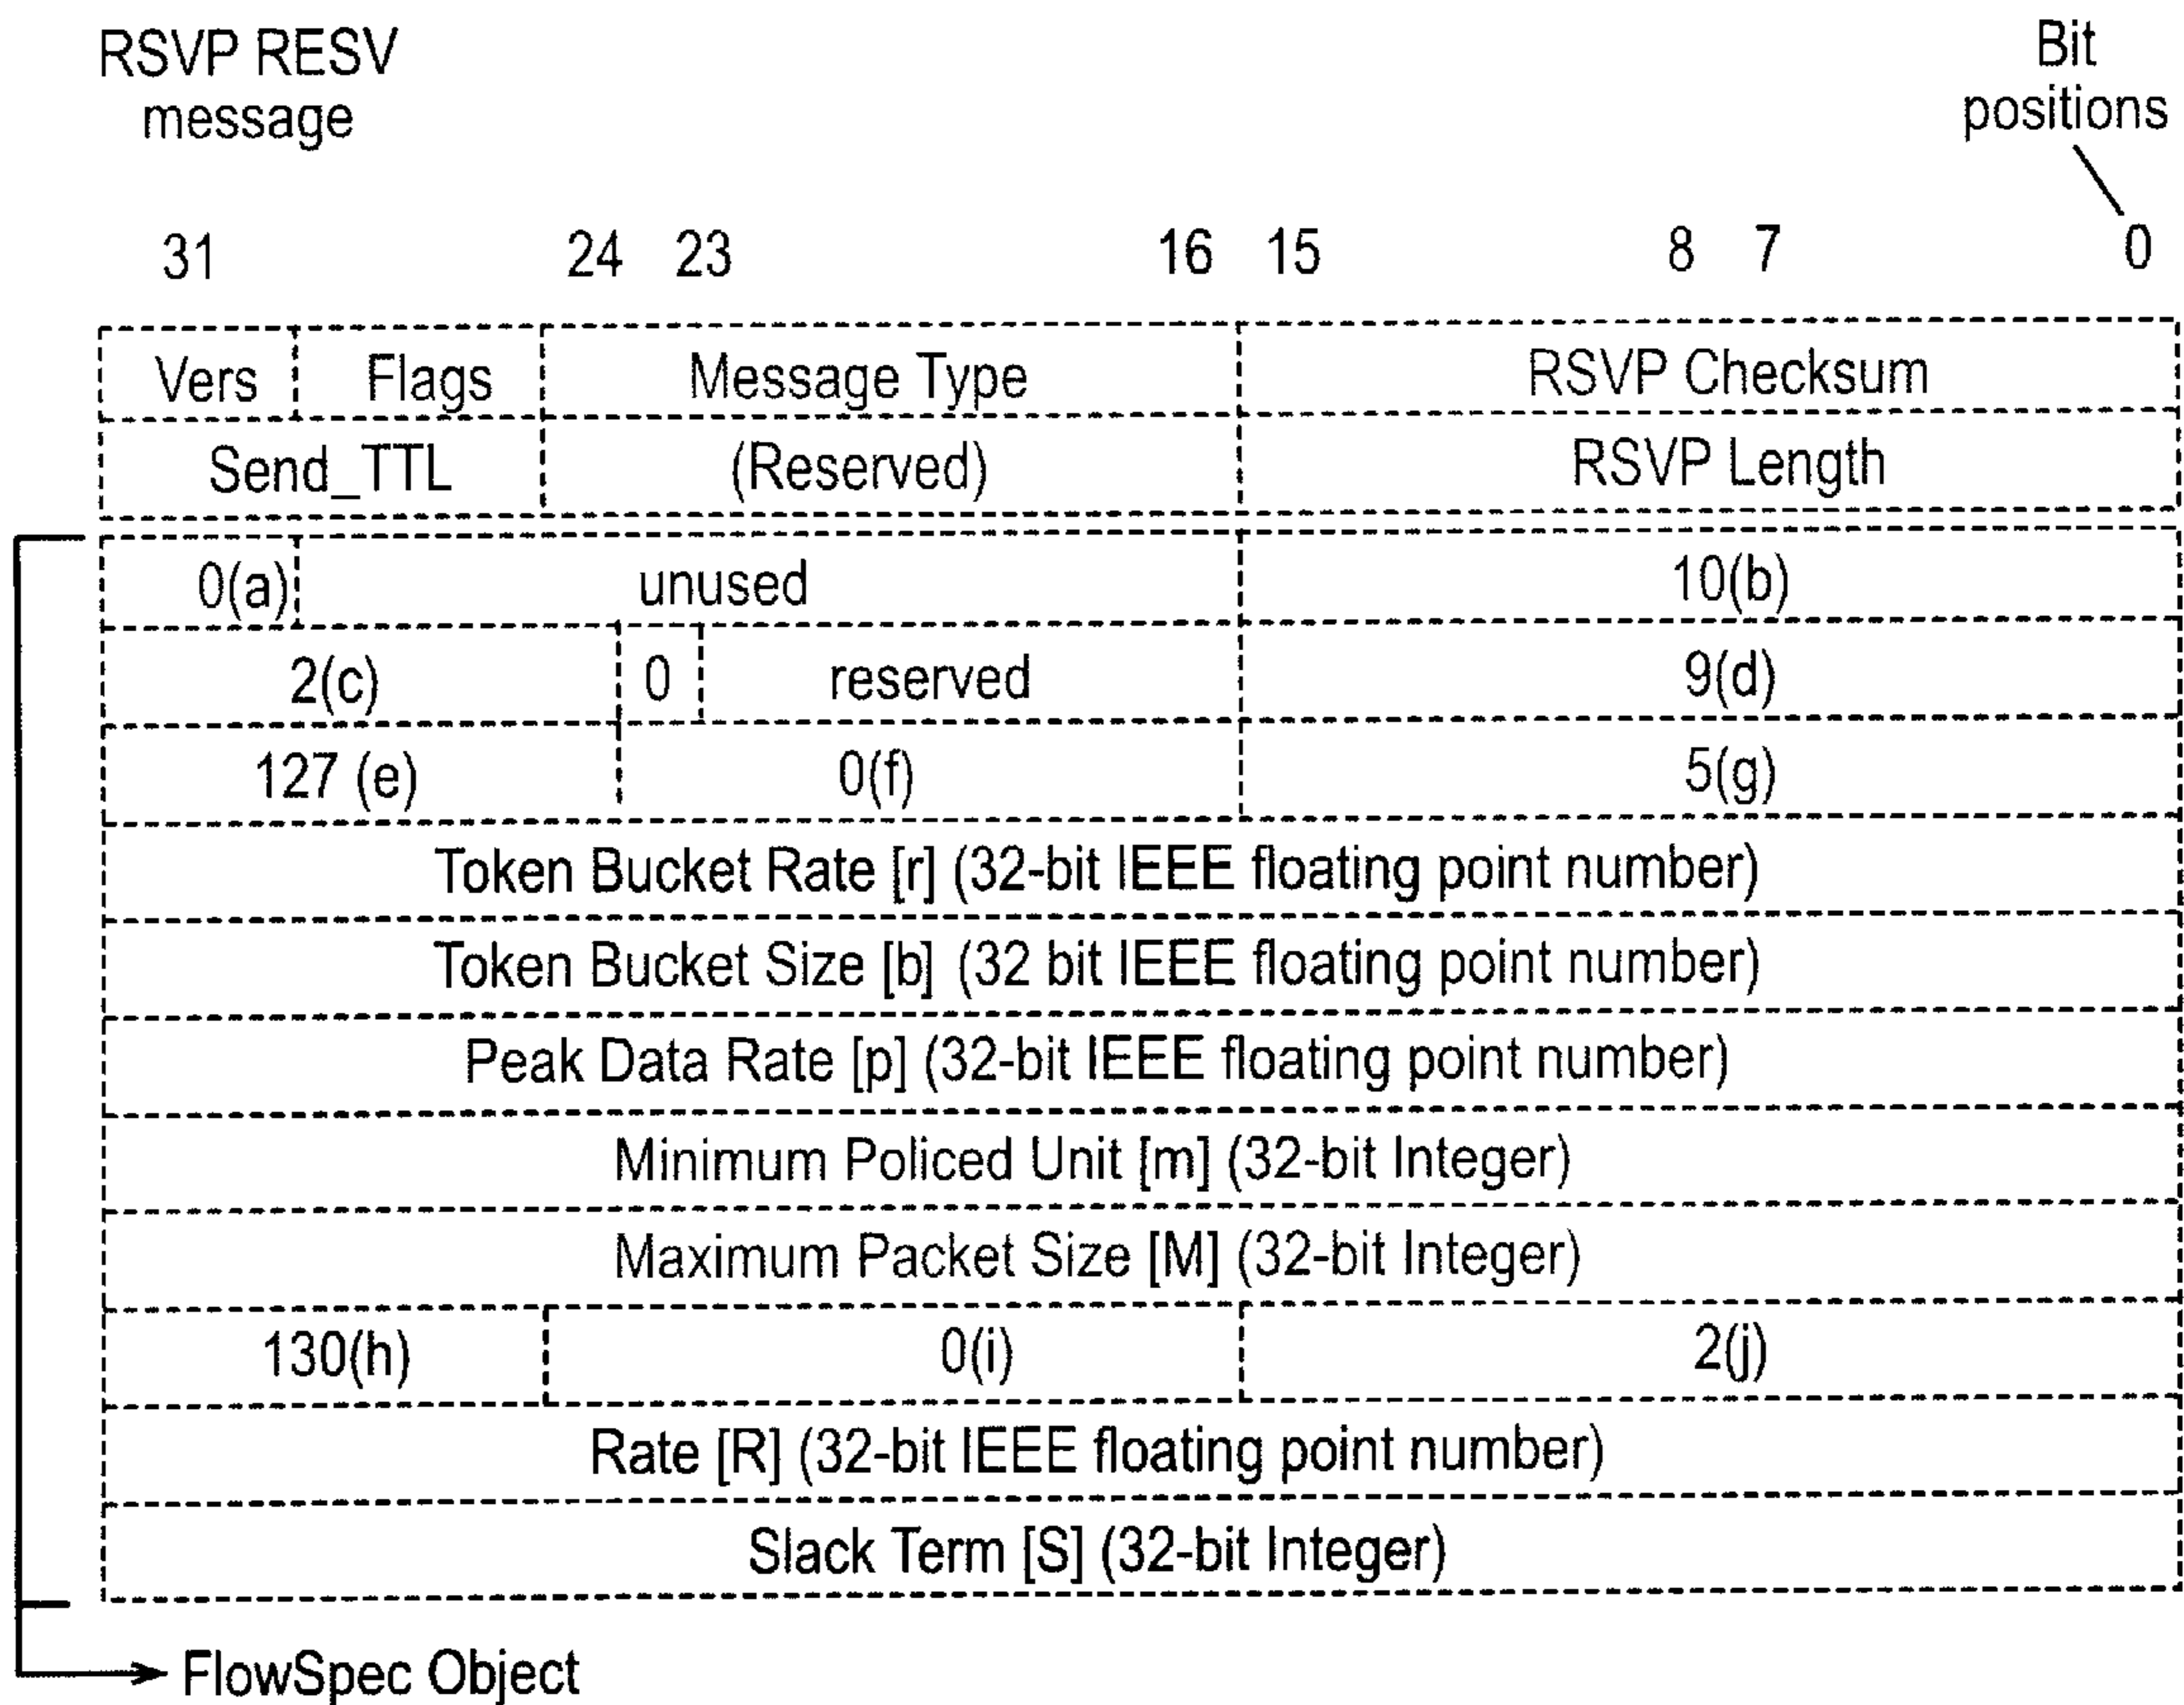 RSVP RESV
message
Bit
positions
31 24 23 16 15 8 7 0
Vers Flags Message Type RSVP Checksum
Send_TTL (Reserved) RSVP Length
0(a) unused 10(b)
2(c) 0 reserved 9(d)
127 (e) 0(f) 5(g)
Token Bucket Rate [r] (32-bit IEEE floating point number)
Token Bucket Size [b] (32 bit IEEE floating point number)
Peak Data Rate [p] (32-bit IEEE floating point number)
Minimum Policed Unit [m] (32-bit Integer)
Maximum Packet Size [M] (32-bit Integer)
130(h) 0(i) 2(j)
Rate [R] (32-bit IEEE floating point number)
Slack Term [S] (32-bit Integer)
FlowSpec Object